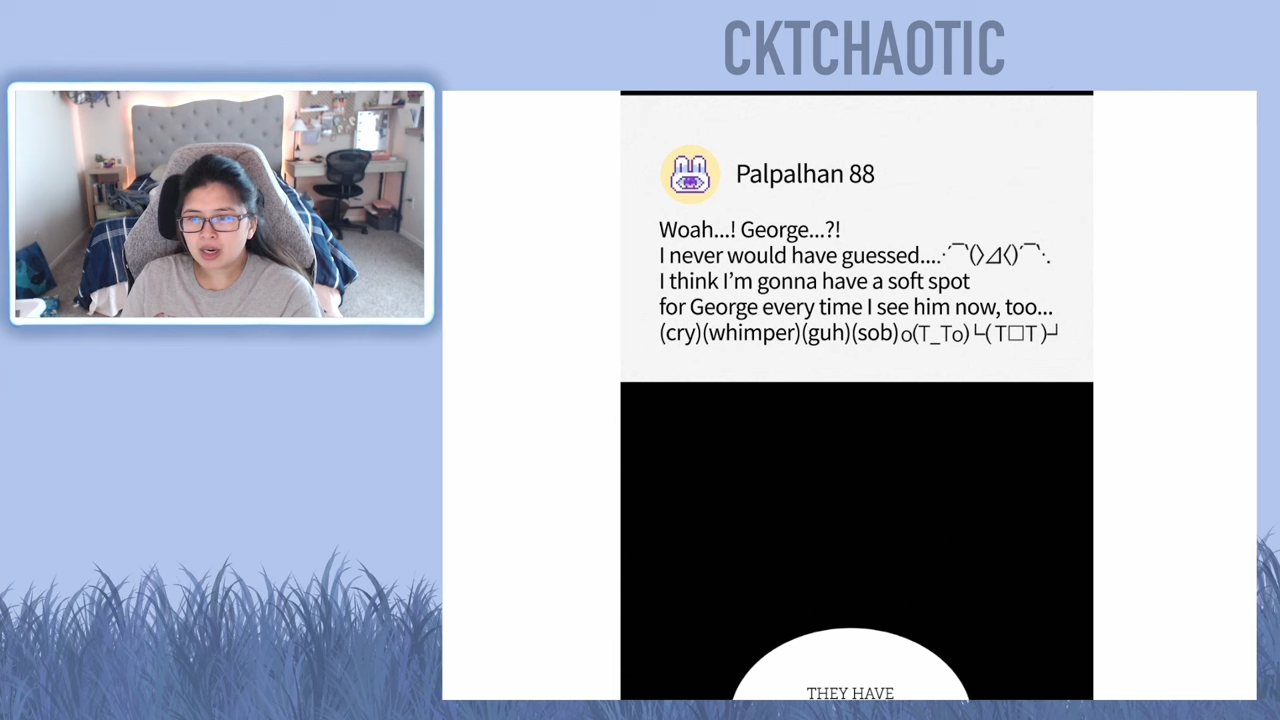 CKTCHAOTIC
Palpalhan 88
Woah...! George...?!
I never would have guessed....⋰⁀‵(⟩⊿⟨)′⁀‵⋱
I think I’m gonna have a soft spot
for George every time I see him now, too...
(cry)(whimper)(guh)(sob)o(T_To)┗(T□T)┛
THEY HAVE